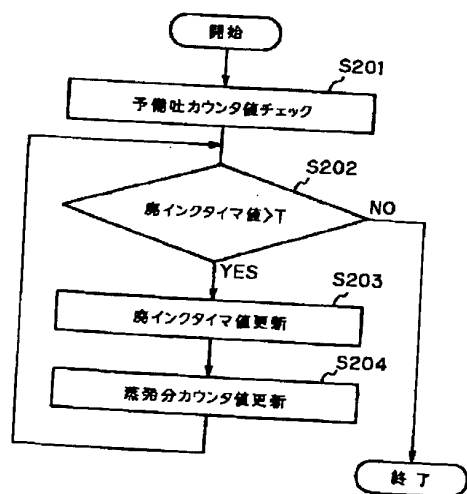 開始
S201
予備吐カウンタ値チェック
S202
廃インクタイマ値>T
NO
YES
S203
廃インクタイマ値更新
S204
蒸発分カウンタ値更新
終了